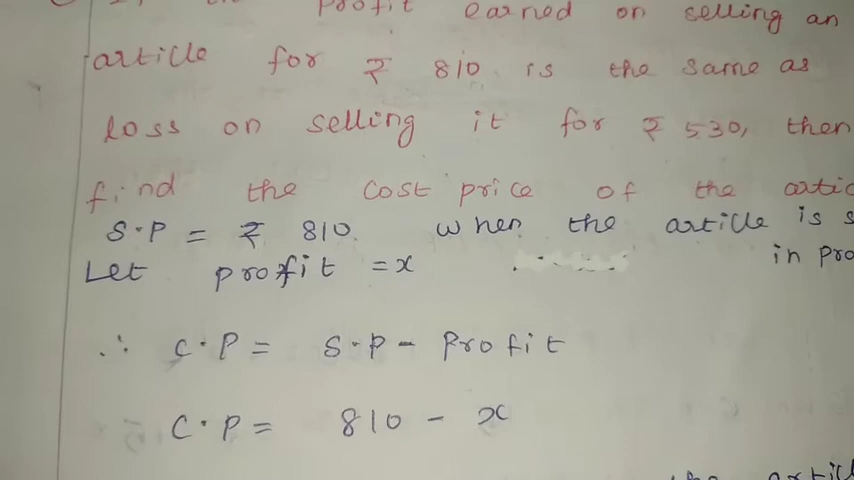 profit earned on selling an
article for ₹ 810 is the same as
loss on selling it for ₹ 530, then
find the cost price of the
S.P = ₹ 810. when the article is
Let profit = x in
∴ C.P = S.P - Profit
C.P = 810 - x
the